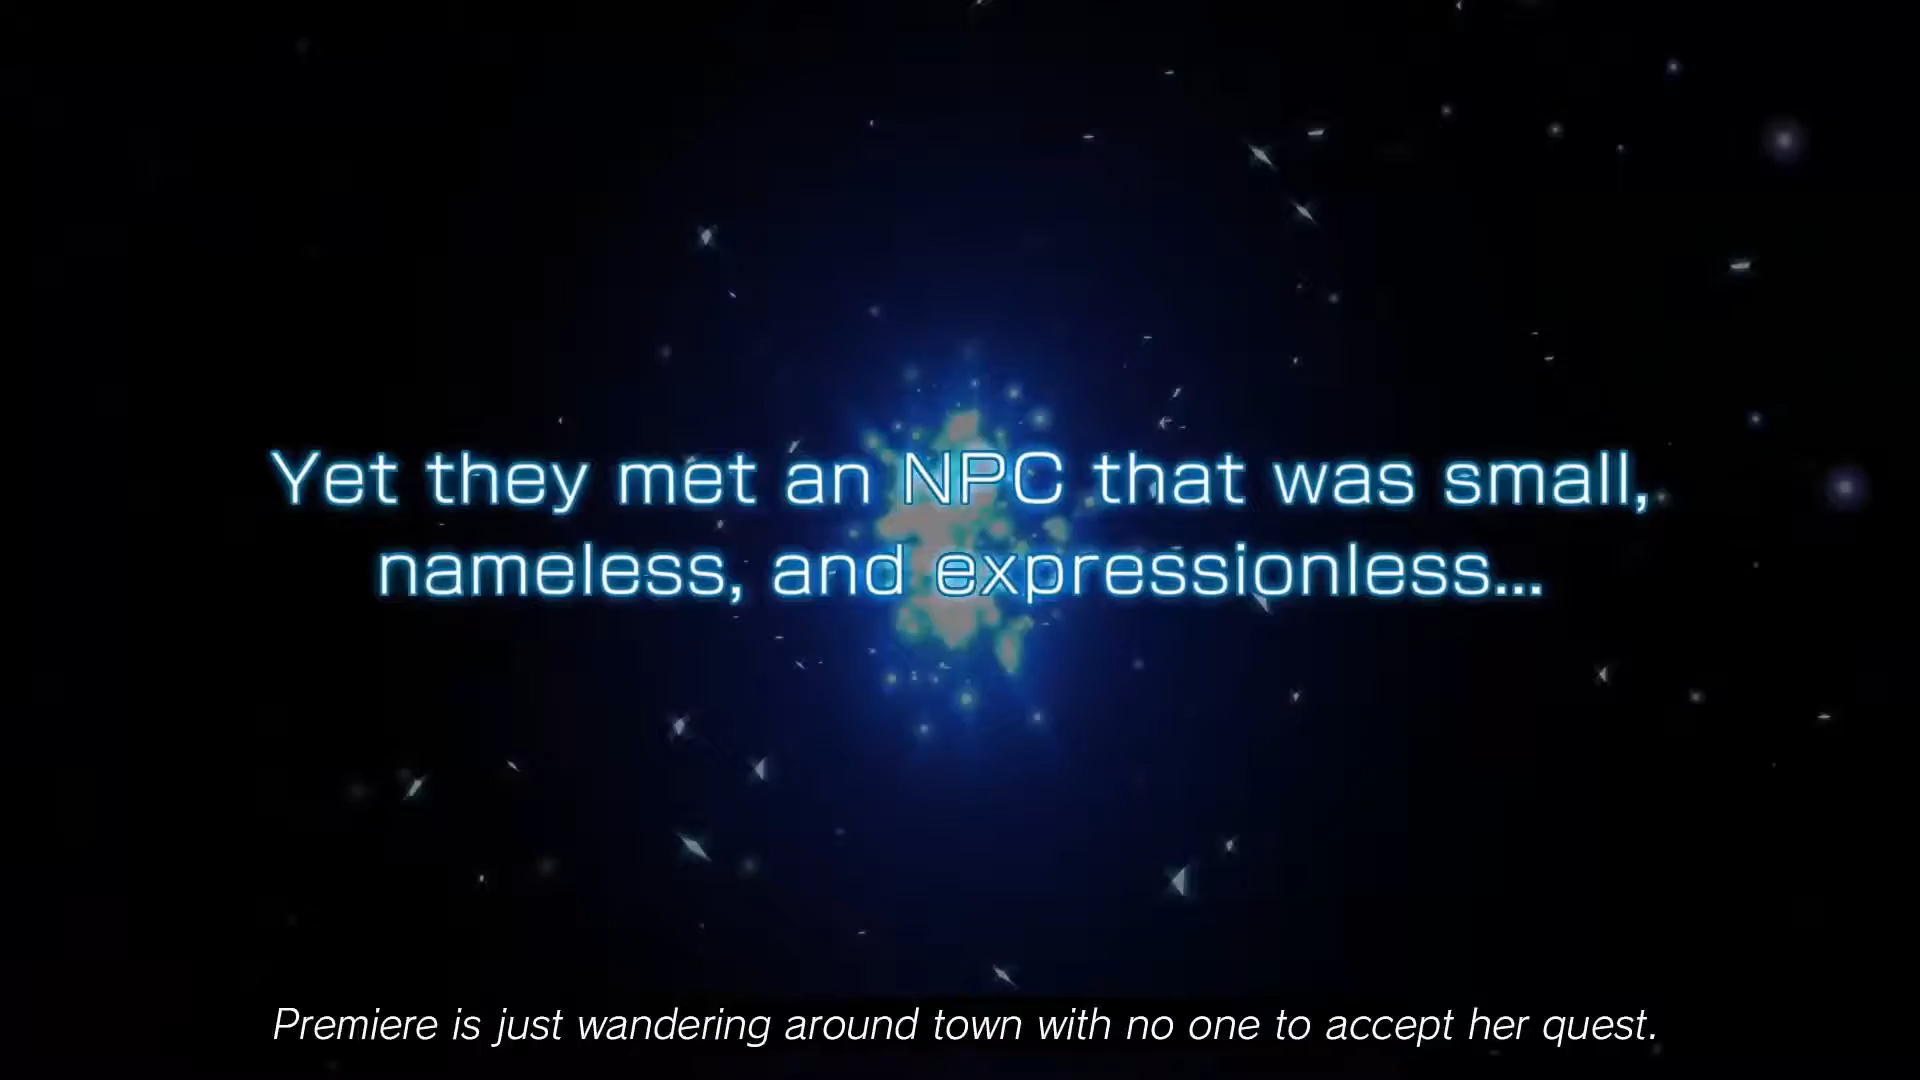 Yet they met an NPC that was small,
nameless, and expressionless...
Premiere is just wandering around town with no one to accept her quest.